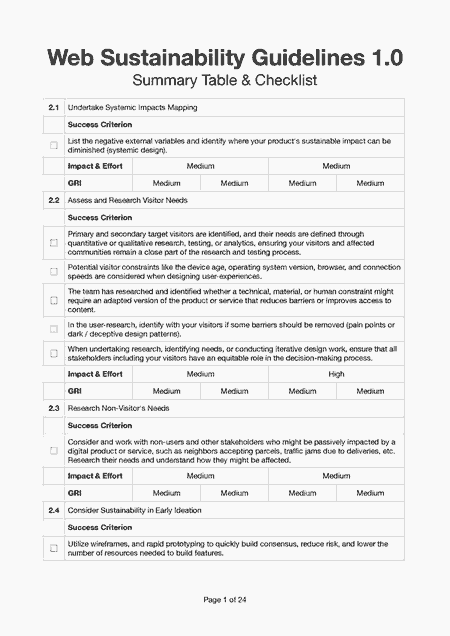 Web Sustainability Guidelines 1.0
Summary Table & Checklist
2.1 Undertake Systemic Impacts Mapping
Success Criterion
List the negative external variables and identify where your product's sustainable impact can be
diminished (systemic design).
Impact & Effort Medium Medium
GRI Medium Medium Medium Medium
2.2 Assess and Research Visitor Needs
Success Criterion
Primary and secondary target visitors are identified, and their needs are defined through
quantitative or qualitative research, testing, or analytics, ensuring your visitors and affected
communities remain a close part of the research and testing process.
Potential visitor constraints like the device age, operating system version, browser, and connection
speeds are considered when designing user-experiences.
The team has researched and identified whether a technical, material, or human constraint might
require an adapted version of the product or service that reduces barriers or improves access to
content.
In the user-research, identify with your visitors if some barriers should be removed (pain points or
dark / deceptive design patterns).
When undertaking research, identifying needs, or conducting iterative design work, ensure that all
stakeholders including your visitors have an equitable role in the decision-making process.
Impact & Effort Medium High
GRI Medium Medium Medium Medium
2.3 Research Non-Visitor's Needs
Success Criterion
Consider and work with non-users and other stakeholders who might be passively impacted by a
digital product or service, such as neighbors accepting parcels, traffic jams due to deliveries, etc.
Research their needs and understand how they might be affected.
Impact & Effort Medium Medium
GRI Medium Medium Medium Medium
2.4 Consider Sustainability in Early Ideation
Success Criterion
Utilize wireframes, and rapid prototyping to quickly build consensus, reduce risk, and lower the
number of resources needed to build features.
Page 1 of 24